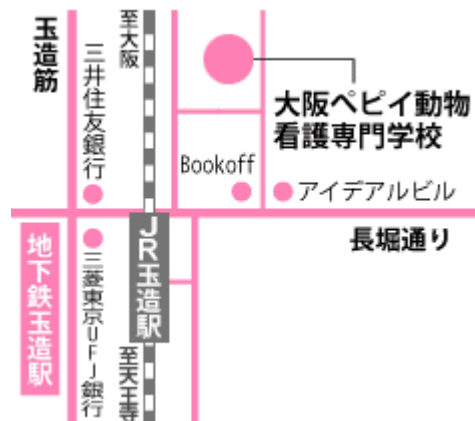 玉造筋
三井住友銀行
至大阪
大阪ペピイ動物
看護専門学校
Bookoff
アイデアルビル
長堀通り
地下鉄玉造駅
三菱東京UFJ銀行
JR玉造駅
至天王寺